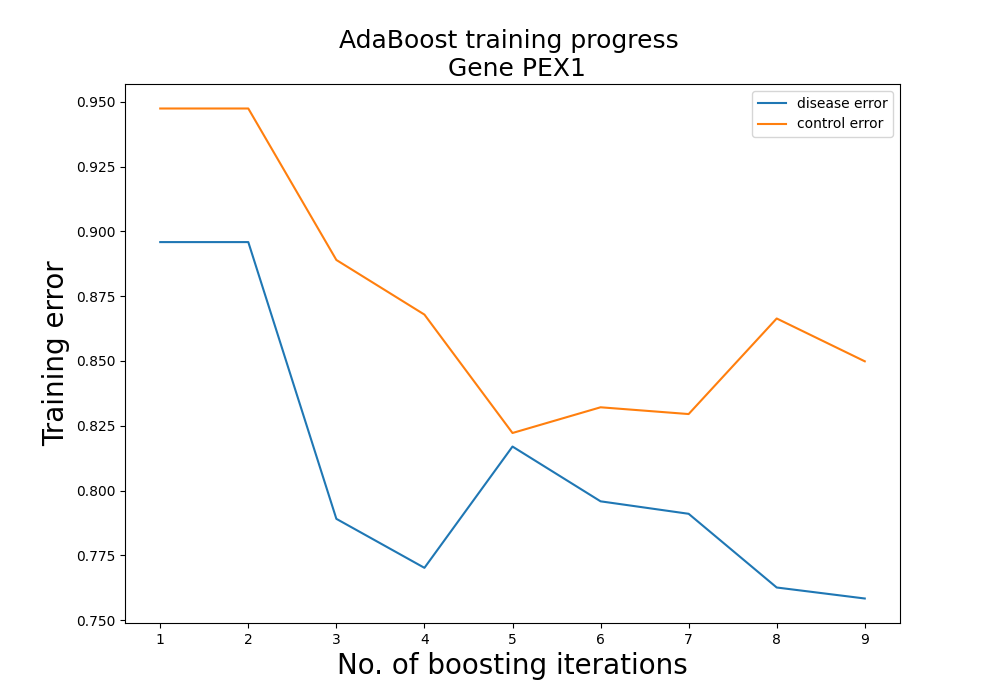 AdaBoost training progress
Gene PEX1
disease error
control error
Training error
0.950
0.925
0.900
0.875
0.850
0.825
0.800
0.775
0.750
1 2 3 4 5 6 7 8 9
No. of boosting iterations